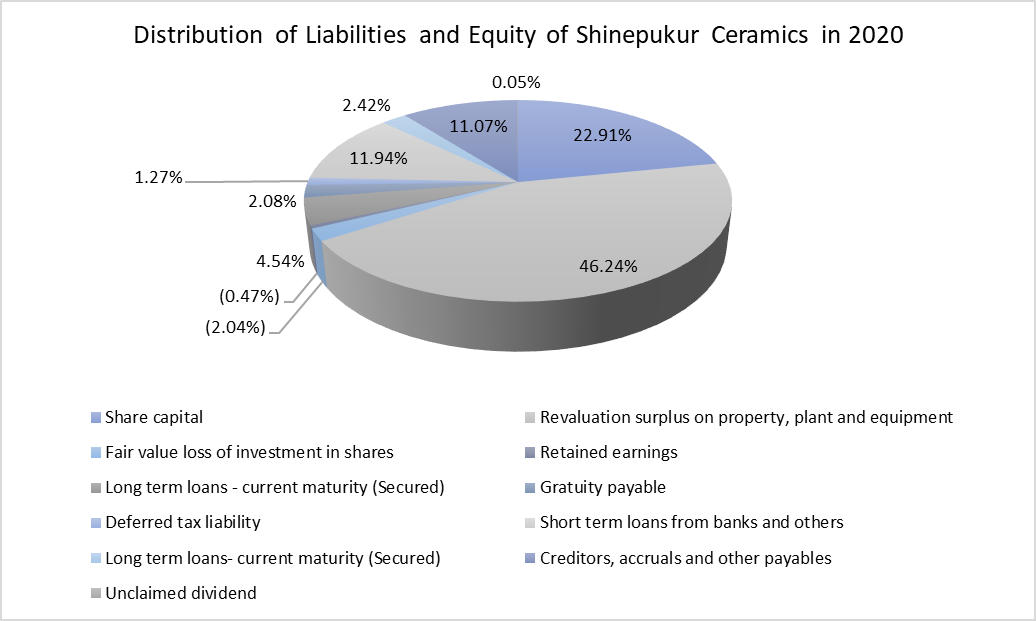 Distribution of Liabilities and Equity of Shinepukur Ceramics in 2020
0.05%
2.42%
11.07%
22.91%
11.94%
1.27%
2.08%
4.54%
46.24%
(0.47%)
(2.04%)
Share capital
Revaluation surplus on property, plant and equipment
Fair value loss of investment in shares
Retained earnings
Long term loans - current maturity (Secured)
Gratuity payable
Deferred tax liability
Short term loans from banks and others
Long term loans- current maturity (Secured)
Creditors, accruals and other payables
Unclaimed dividend